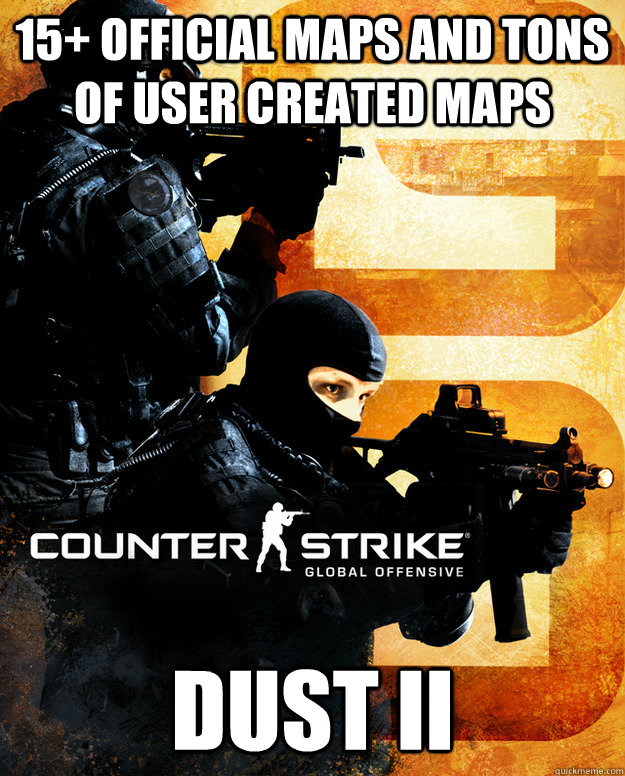 15+ OFFICIAL MAPS AND TONS
OF USER CREATED MAPS
COUNTER STRIKE®
GLOBAL OFFENSIVE
DUST II
quickmeme.com